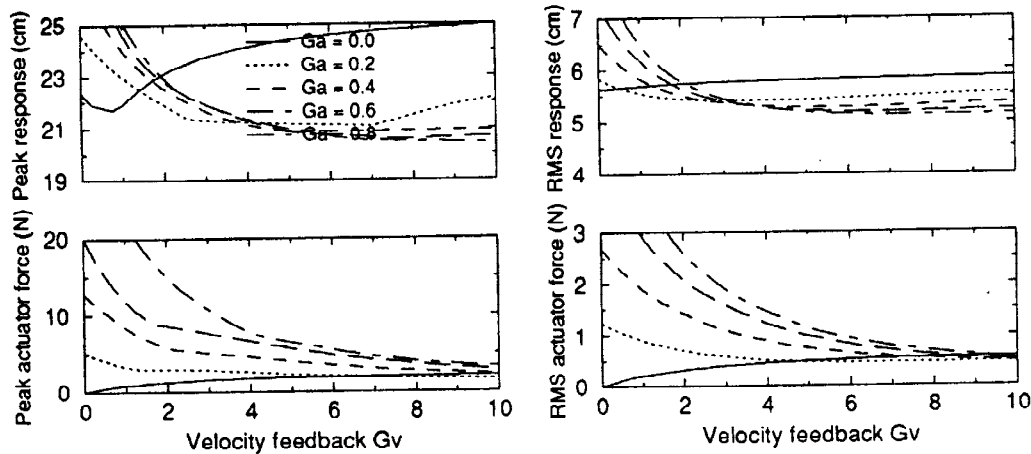 Peak response (cm)
25
23
21
19
Ga = 0.0
Ga = 0.2
Ga = 0.4
Ga = 0.6
Ga = 0.8
RMS response (cm)
7
6
5
4
Peak actuator force (N)
20
10
0
0 2 4 6 8 10
Velocity feedback Gv
RMS actuator force (N)
3
2
1
0
0 2 4 6 8 10
Velocity feedback Gv